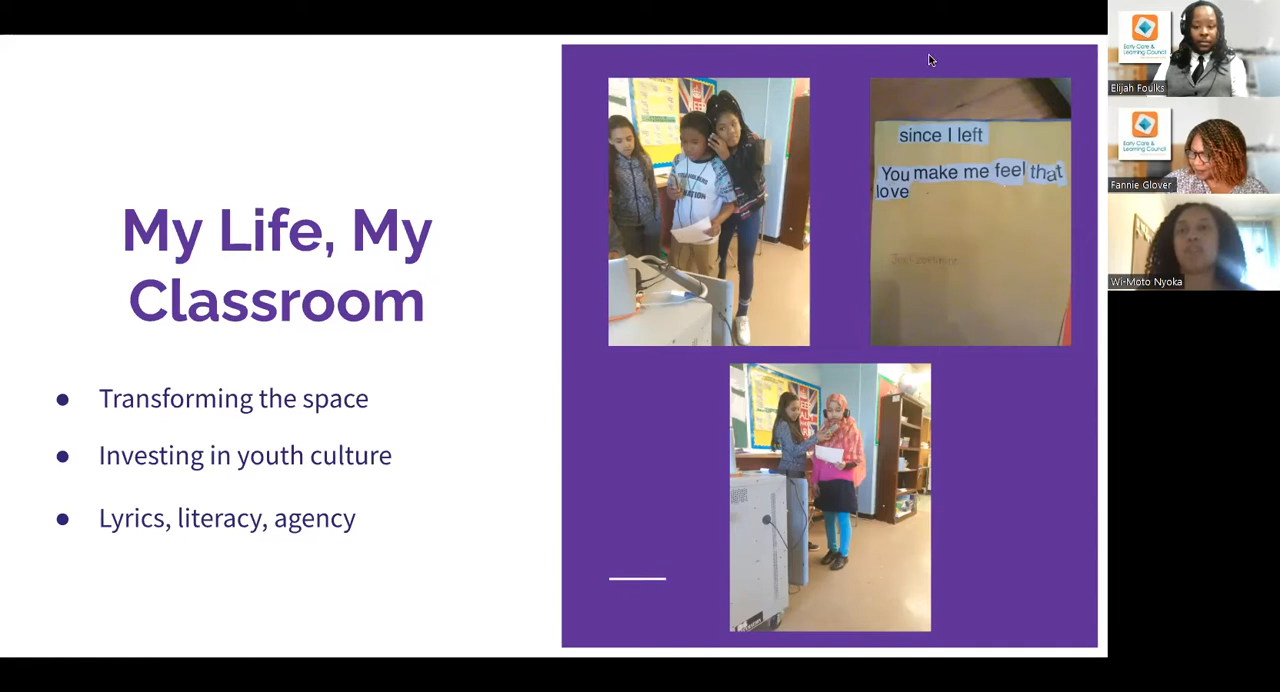 My Life, My
Classroom
Transforming the space
Investing in youth culture
Lyrics, literacy, agency
since I left
You make me feel that
love
Early Care &
Learning Council
Elijah Foulks
Early Care &
Learning Council
Fannie Glover
Wi-Moto Nyoka